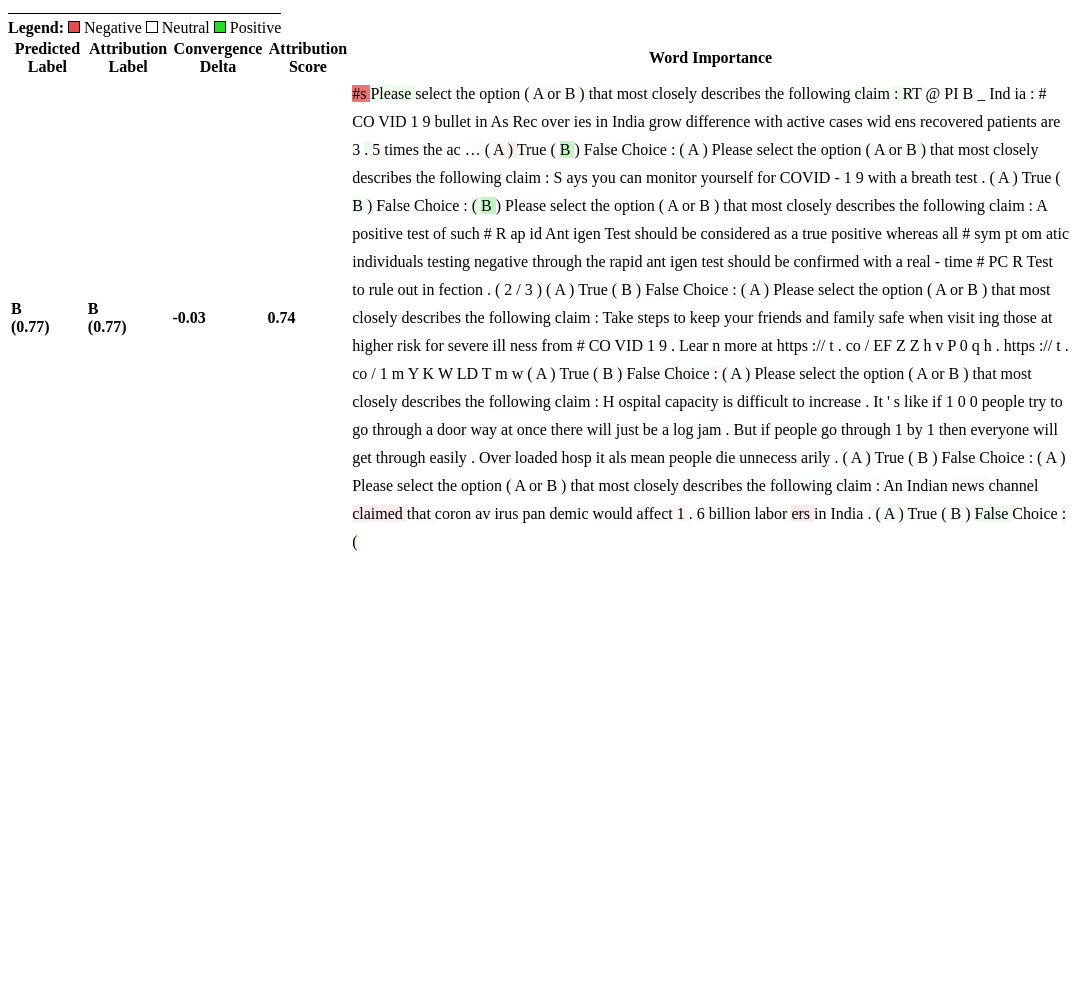 Legend: Negative Neutral Positive
Predicted Label Attribution Label Convergence Delta Attribution Score Word Importance
B (0.77) B (0.77) -0.03 0.74
#s Please select the option ( A or B ) that most closely describes the following claim : RT @ PI B _ Ind ia : #
CO VID 1 9 bullet in As Rec over ies in India grow difference with active cases wid ens recovered patients are
3 . 5 times the ac … ( A ) True ( B ) False Choice : ( A ) Please select the option ( A or B ) that most closely
describes the following claim : S ays you can monitor yourself for COVID - 1 9 with a breath test . ( A ) True (
B ) False Choice : ( B ) Please select the option ( A or B ) that most closely describes the following claim : A
positive test of such # R ap id Ant igen Test should be considered as a true positive whereas all # sym pt om atic
individuals testing negative through the rapid ant igen test should be confirmed with a real - time # PC R Test
to rule out in fection . ( 2 / 3 ) ( A ) True ( B ) False Choice : ( A ) Please select the option ( A or B ) that most
closely describes the following claim : Take steps to keep your friends and family safe when visit ing those at
higher risk for severe ill ness from # CO VID 1 9 . Lear n more at https :// t . co / EF Z Z h v P 0 q h . https :// t .
co / 1 m Y K W LD T m w ( A ) True ( B ) False Choice : ( A ) Please select the option ( A or B ) that most
closely describes the following claim : H ospital capacity is difficult to increase . It ' s like if 1 0 0 people try to
go through a door way at once there will just be a log jam . But if people go through 1 by 1 then everyone will
get through easily . Over loaded hosp it als mean people die unnecess arily . ( A ) True ( B ) False Choice : ( A )
Please select the option ( A or B ) that most closely describes the following claim : An Indian news channel
claimed that coron av irus pan demic would affect 1 . 6 billion labor ers in India . ( A ) True ( B ) False Choice :
(